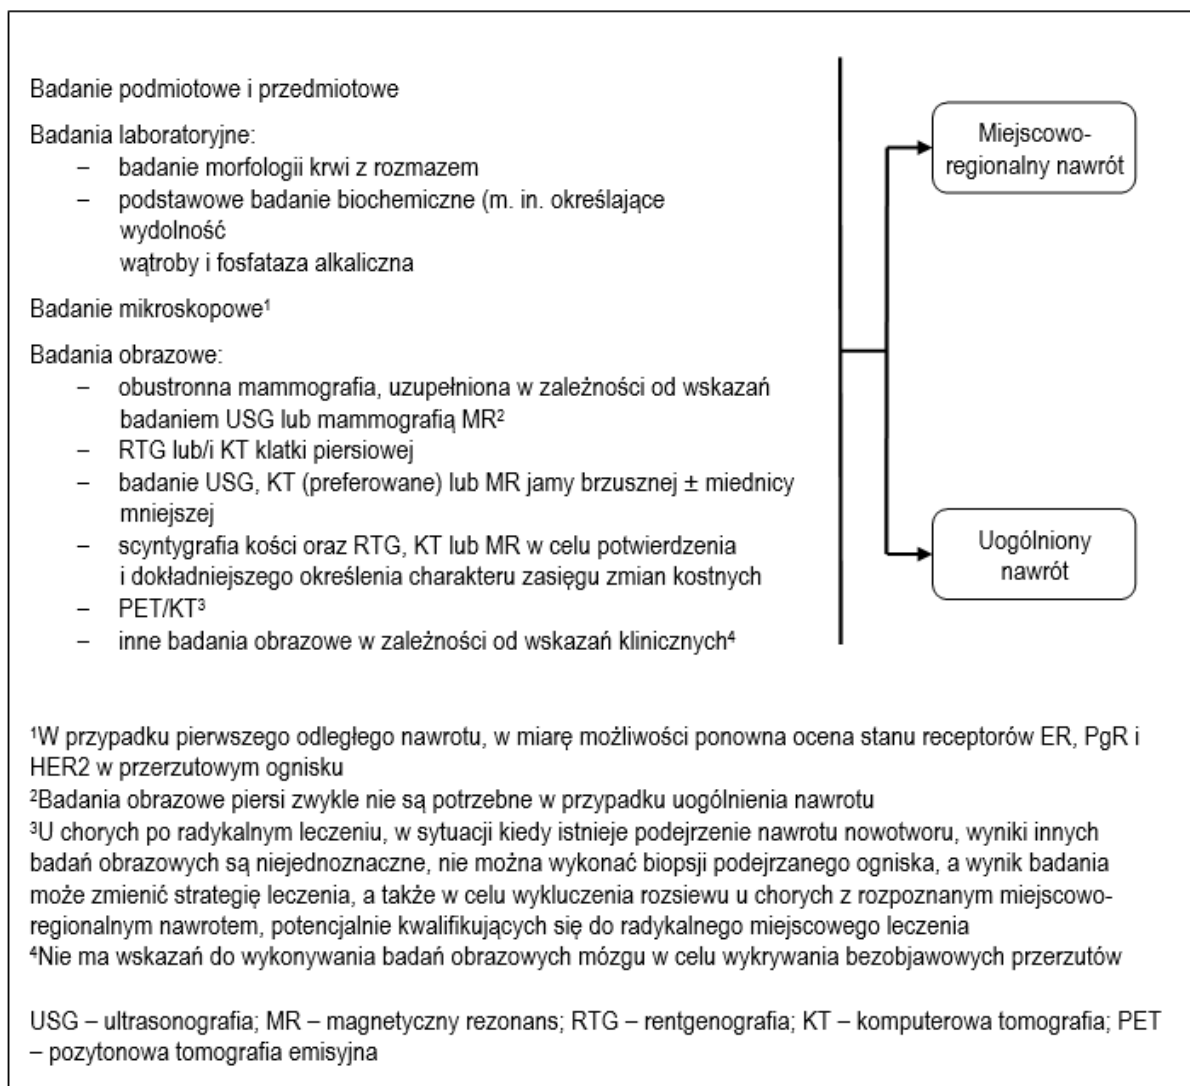 Badanie podmiotowe i przedmiotowe
Badania laboratoryjne:
– badanie morfologii krwi z rozmazem
– podstawowe badanie biochemiczne (m. in. określające
wydolność
wątroby i fosfataza alkaliczna
Badanie mikroskopowe¹
Badania obrazowe:
– obustronna mammografia, uzupełniona w zależności od wskazań
badaniem USG lub mammografią MR²
– RTG lub/i KT klatki piersiowej
– badanie USG, KT (preferowane) lub MR jamy brzusznej ± miednicy
mniejszej
– scyntygrafia kości oraz RTG, KT lub MR w celu potwierdzenia
i dokładniejszego określenia charakteru zasięgu zmian kostnych
– PET/KT³
– inne badania obrazowe w zależności od wskazań klinicznych⁴
Miejscowo-
regionalny nawrót
Uogólniony
nawrót
¹W przypadku pierwszego odległego nawrotu, w miarę możliwości ponowna ocena stanu receptorów ER, PgR i
HER2 w przerzutowym ognisku
²Badania obrazowe piersi zwykle nie są potrzebne w przypadku uogólnienia nawrotu
³U chorych po radykalnym leczeniu, w sytuacji kiedy istnieje podejrzenie nawrotu nowotworu, wyniki innych
badań obrazowych są niejednoznaczne, nie można wykonać biopsji podejrzanego ogniska, a wynik badania
może zmienić strategię leczenia, a także w celu wykluczenia rozsiewu u chorych z rozpoznanym miejscowo-
regionalnym nawrotem, potencjalnie kwalifikujących się do radykalnego miejscowego leczenia
⁴Nie ma wskazań do wykonywania badań obrazowych mózgu w celu wykrywania bezobjawowych przerzutów
USG – ultrasonografia; MR – magnetyczny rezonans; RTG – rentgenografia; KT – komputerowa tomografia; PET
– pozytonowa tomografia emisyjna